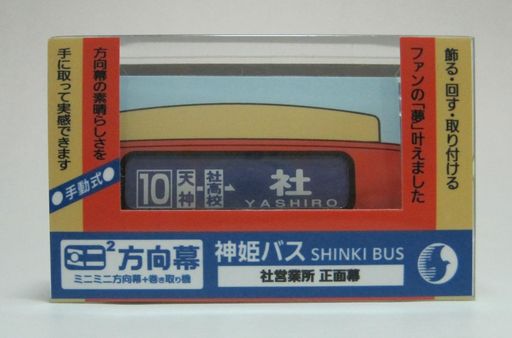 飾る・回す・取り付ける
ファンの「夢」叶えました
方向幕の素晴らしさを
手に取って実感できます
●手動式●
10 天神 - 社高校 - 社
YASHIRO
ミニ² 方向幕
ミニミニ方向幕+巻き取り機
神姫バス SHINKI BUS
社営業所 正面幕